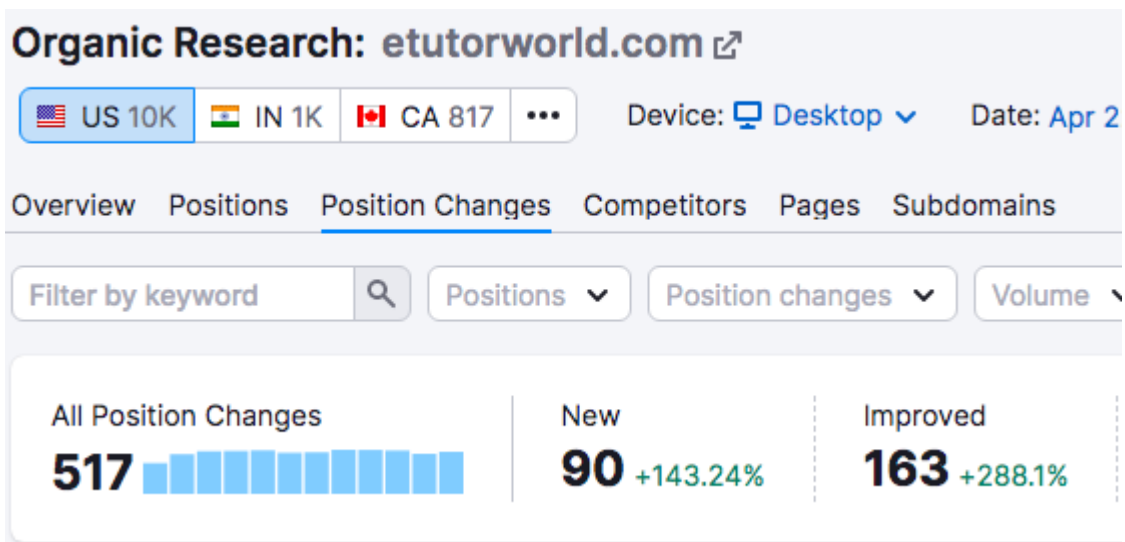 Organic Research: etutorworld.com
US 10K IN 1K CA 817 ••• Device: Desktop Date: Apr 2
Overview Positions Position Changes Competitors Pages Subdomains
Filter by keyword Positions Position changes Volume
All Position Changes New Improved
517 90 +143.24% 163 +288.1%